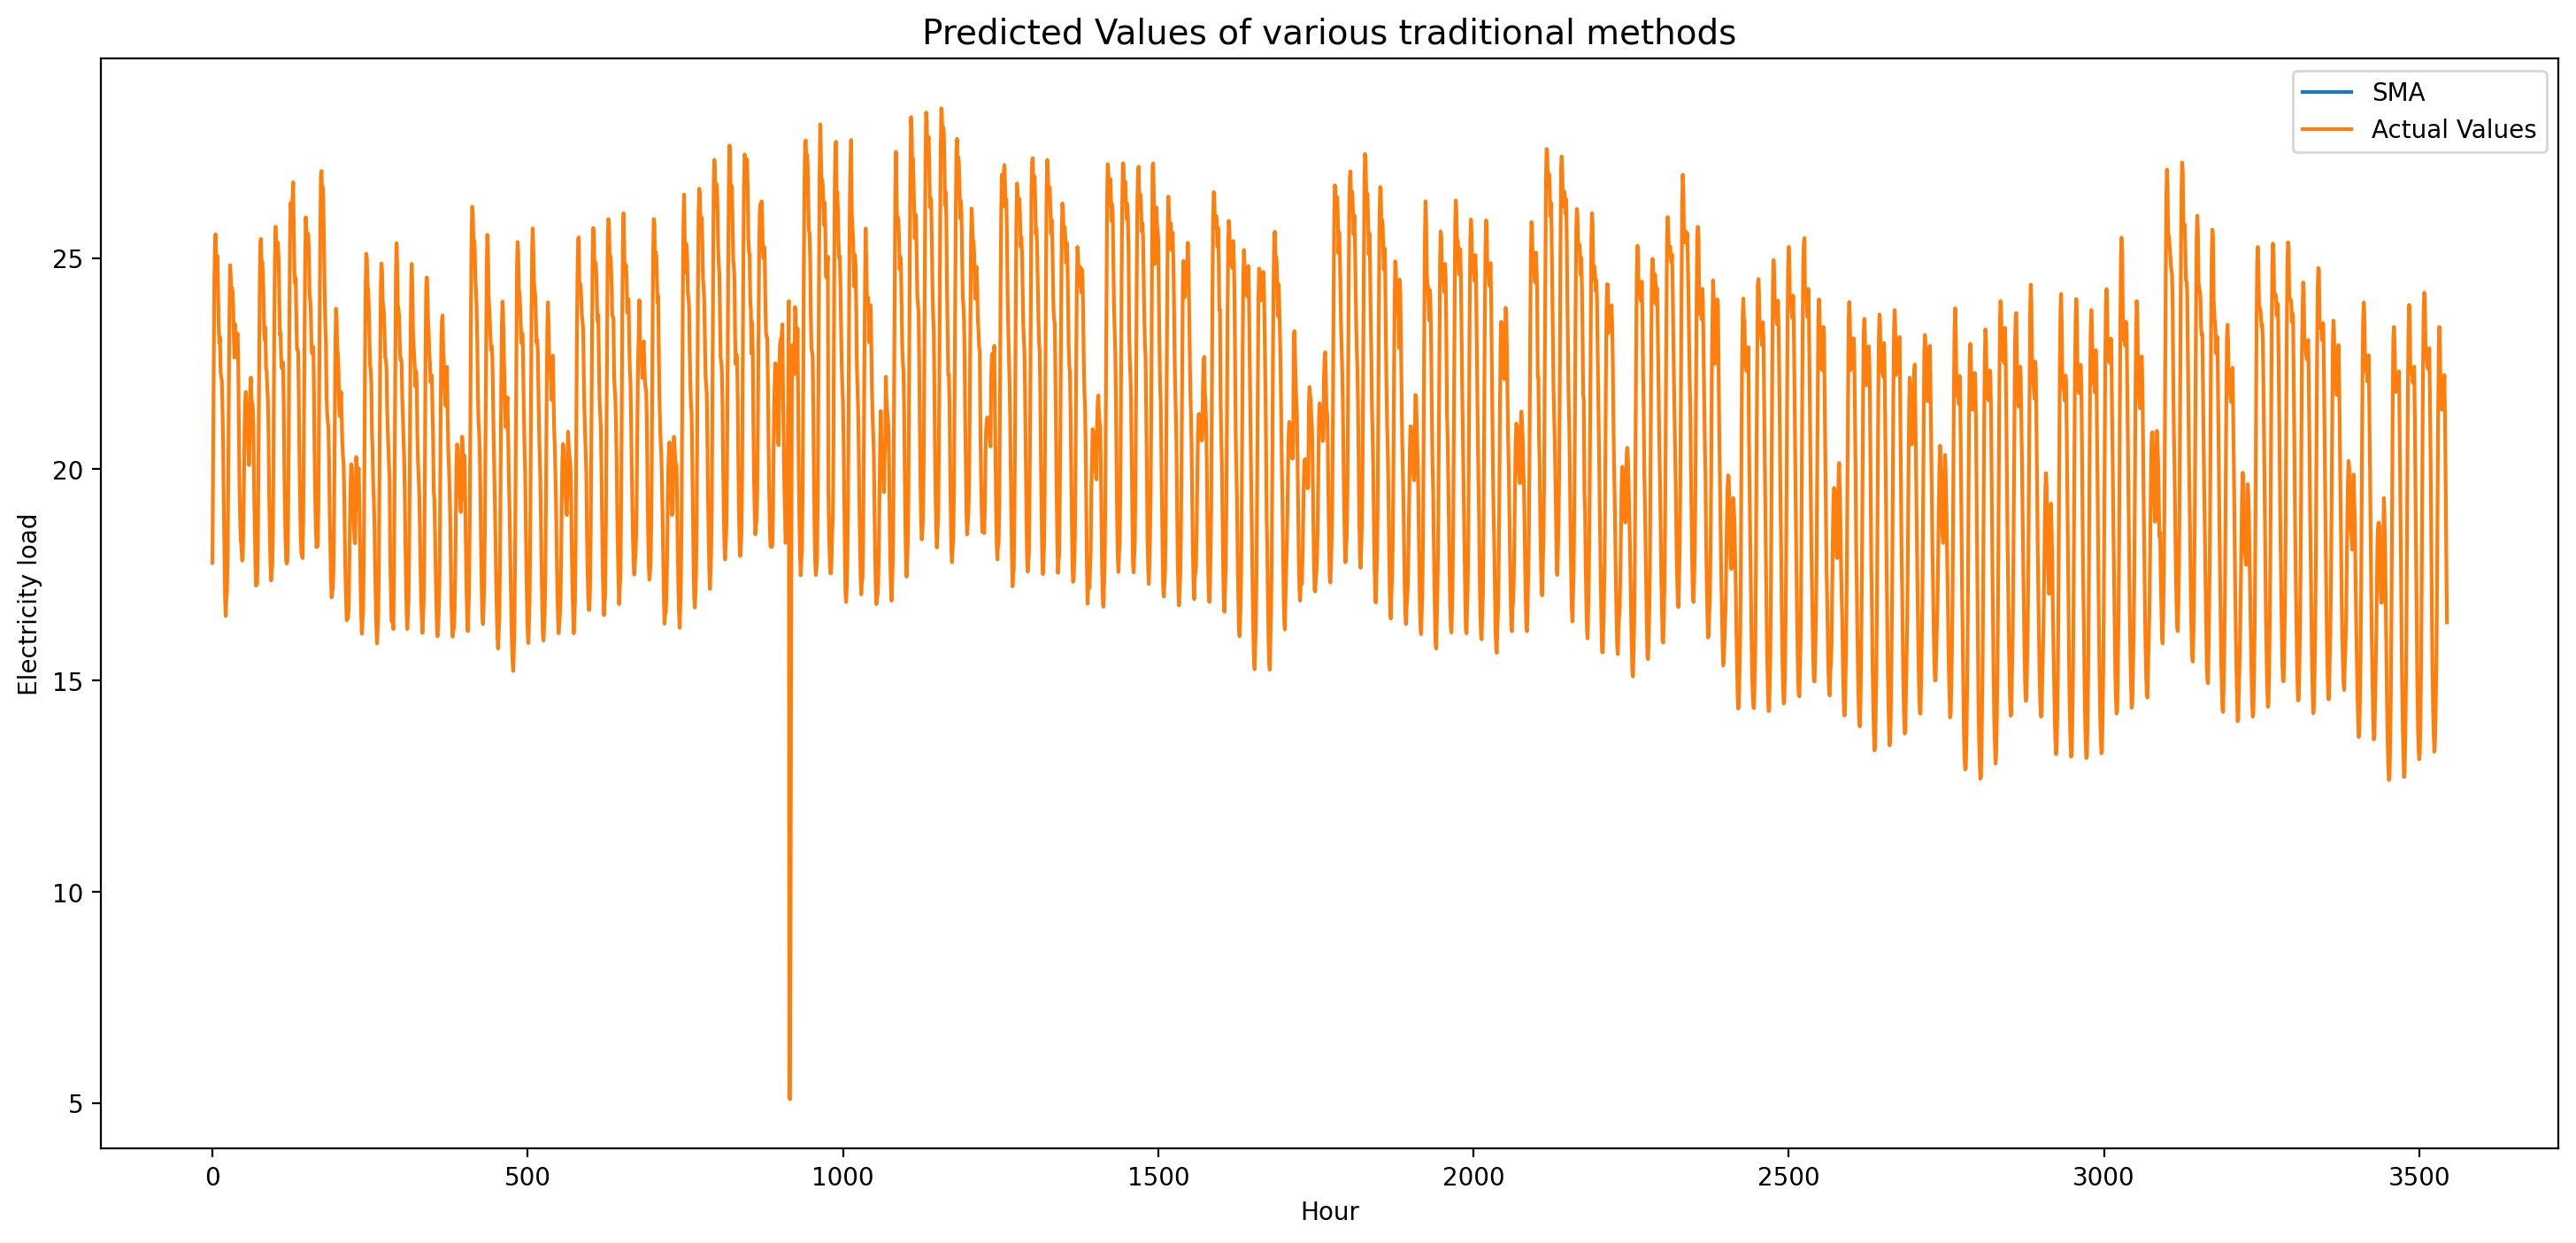 Predicted Values of various traditional methods
SMA
Actual Values
Electricity load
25
20
15
10
5
0 500 1000 1500 2000 2500 3000 3500
Hour